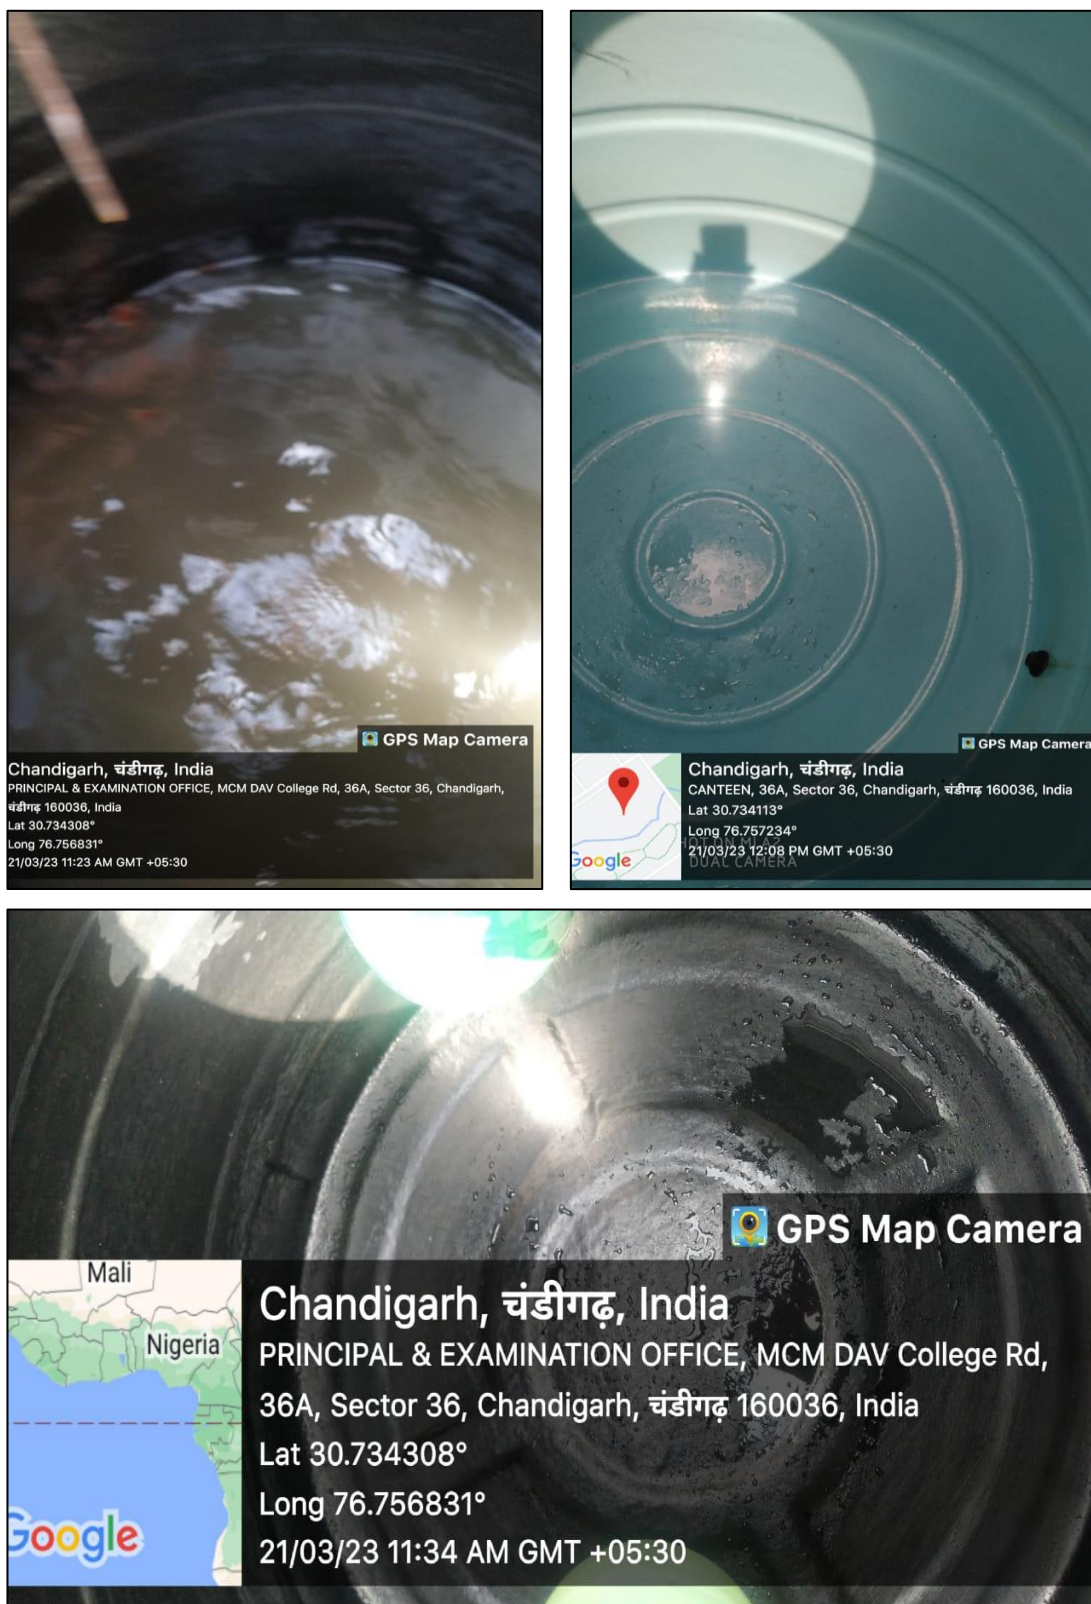 GPS Map Camera
Chandigarh, चंडीगढ़, India
PRINCIPAL & EXAMINATION OFFICE, MCM DAV College Rd, 36A, Sector 36, Chandigarh,
चंडीगढ़ 160036, India
Lat 30.734308°
Long 76.756831°
21/03/23 11:23 AM GMT +05:30
GPS Map Camera
Google
Chandigarh, चंडीगढ़, India
CANTEEN, 36A, Sector 36, Chandigarh, चंडीगढ़ 160036, India
Lat 30.734113°
Long 76.757234°
21/03/23 12:08 PM GMT +05:30
DUAL CAMERA
GPS Map Camera
Mali
Nigeria
Google
Chandigarh, चंडीगढ़, India
PRINCIPAL & EXAMINATION OFFICE, MCM DAV College Rd,
36A, Sector 36, Chandigarh, चंडीगढ़ 160036, India
Lat 30.734308°
Long 76.756831°
21/03/23 11:34 AM GMT +05:30